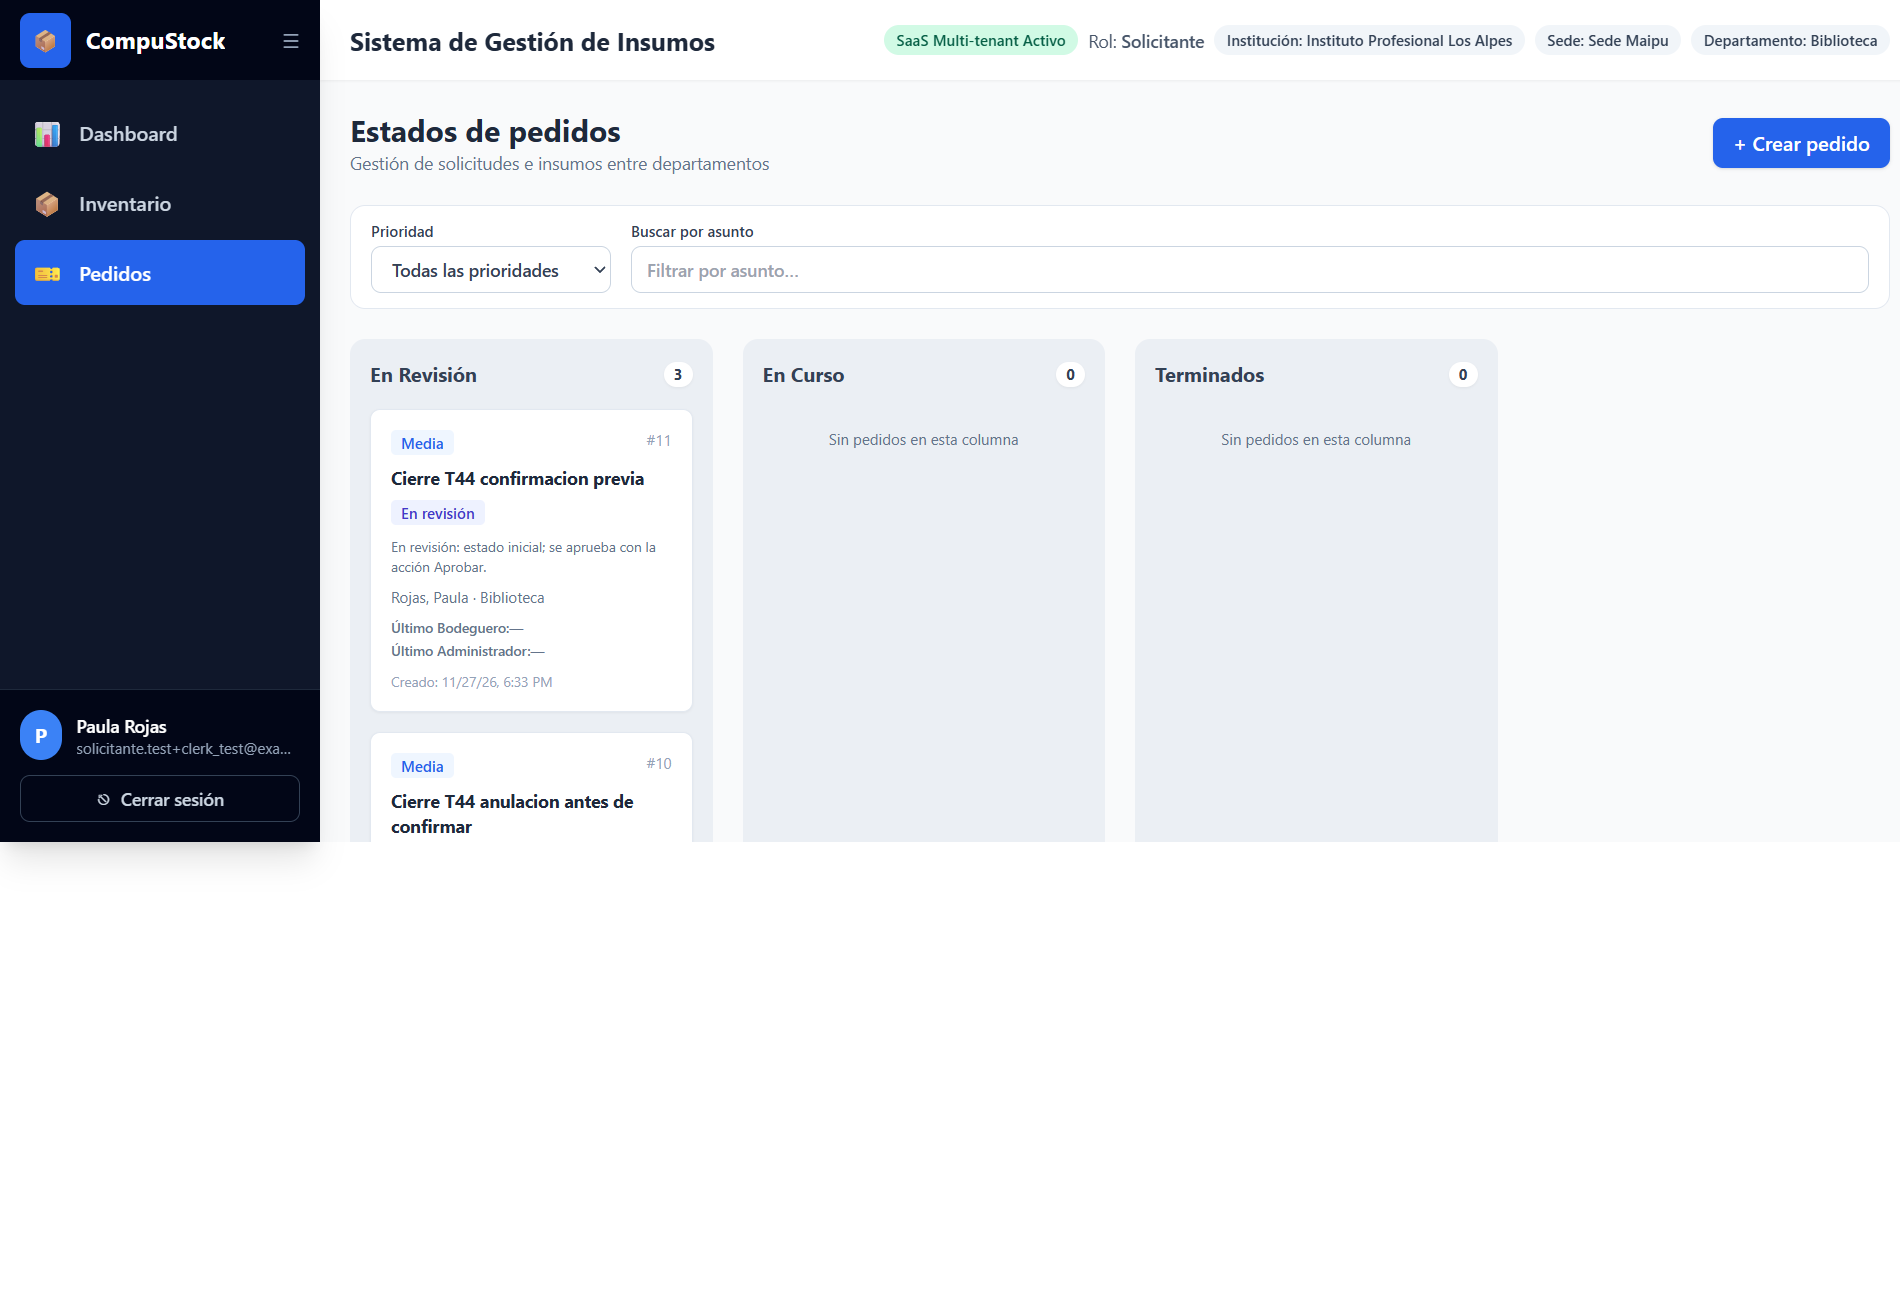 CompuStock
Dashboard
Inventario
Pedidos
Paula Rojas
solicitante.test+clerk_test@exa...
Cerrar sesión
Sistema de Gestión de Insumos
SaaS Multi-tenant Activo
Rol: Solicitante
Institución: Instituto Profesional Los Alpes
Sede: Sede Maipu
Departamento: Biblioteca
Estados de pedidos
Gestión de solicitudes e insumos entre departamentos
+ Crear pedido
Prioridad
Todas las prioridades
Buscar por asunto
Filtrar por asunto...
En Revisión
3
Media
#11
Cierre T44 confirmacion previa
En revisión
En revisión: estado inicial; se aprueba con la
acción Aprobar.
Rojas, Paula · Biblioteca
Último Bodeguero:—
Último Administrador:—
Creado: 11/27/26, 6:33 PM
Media
#10
Cierre T44 anulacion antes de
confirmar
En Curso
0
Sin pedidos en esta columna
Terminados
0
Sin pedidos en esta columna
P